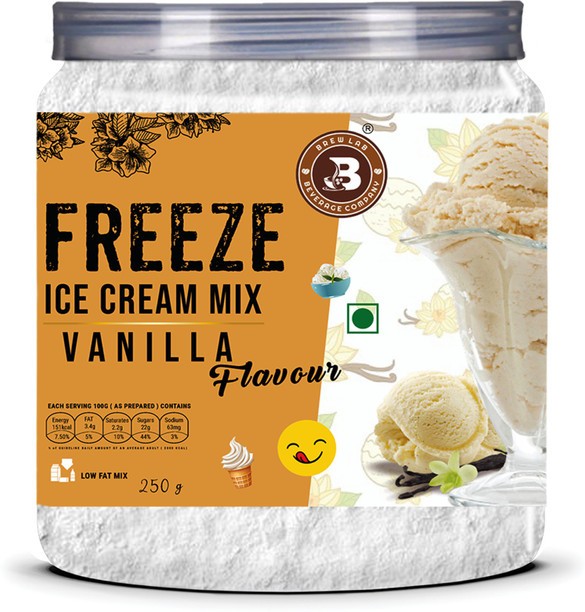 BREW LAB
BEVERAGE COMPANY
B
®
FREEZE
ICE CREAM MIX
VANILLA
Flavour
EACH SERVING 100G ( AS PREPARED ) CONTAINS
Energy FAT Saturates Sugars Sodium
151kcal 3.4g 2.2g 22g 63mg
7.50% 5% 10% 44% 3%
LOW FAT MIX
250 g